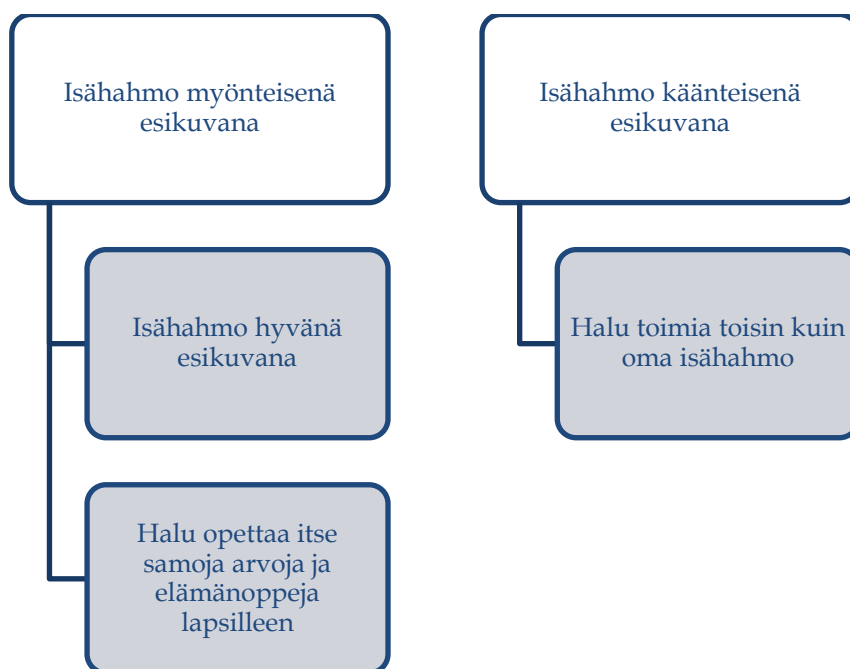 Isähahmo myönteisenä
esikuvana
Isähahmo hyvänä
esikuvana
Halu opettaa itse
samoja arvoja ja
elämänoppeja
lapsilleen
Isähahmo käänteisenä
esikuvana
Halu toimia toisin kuin
oma isähahmo